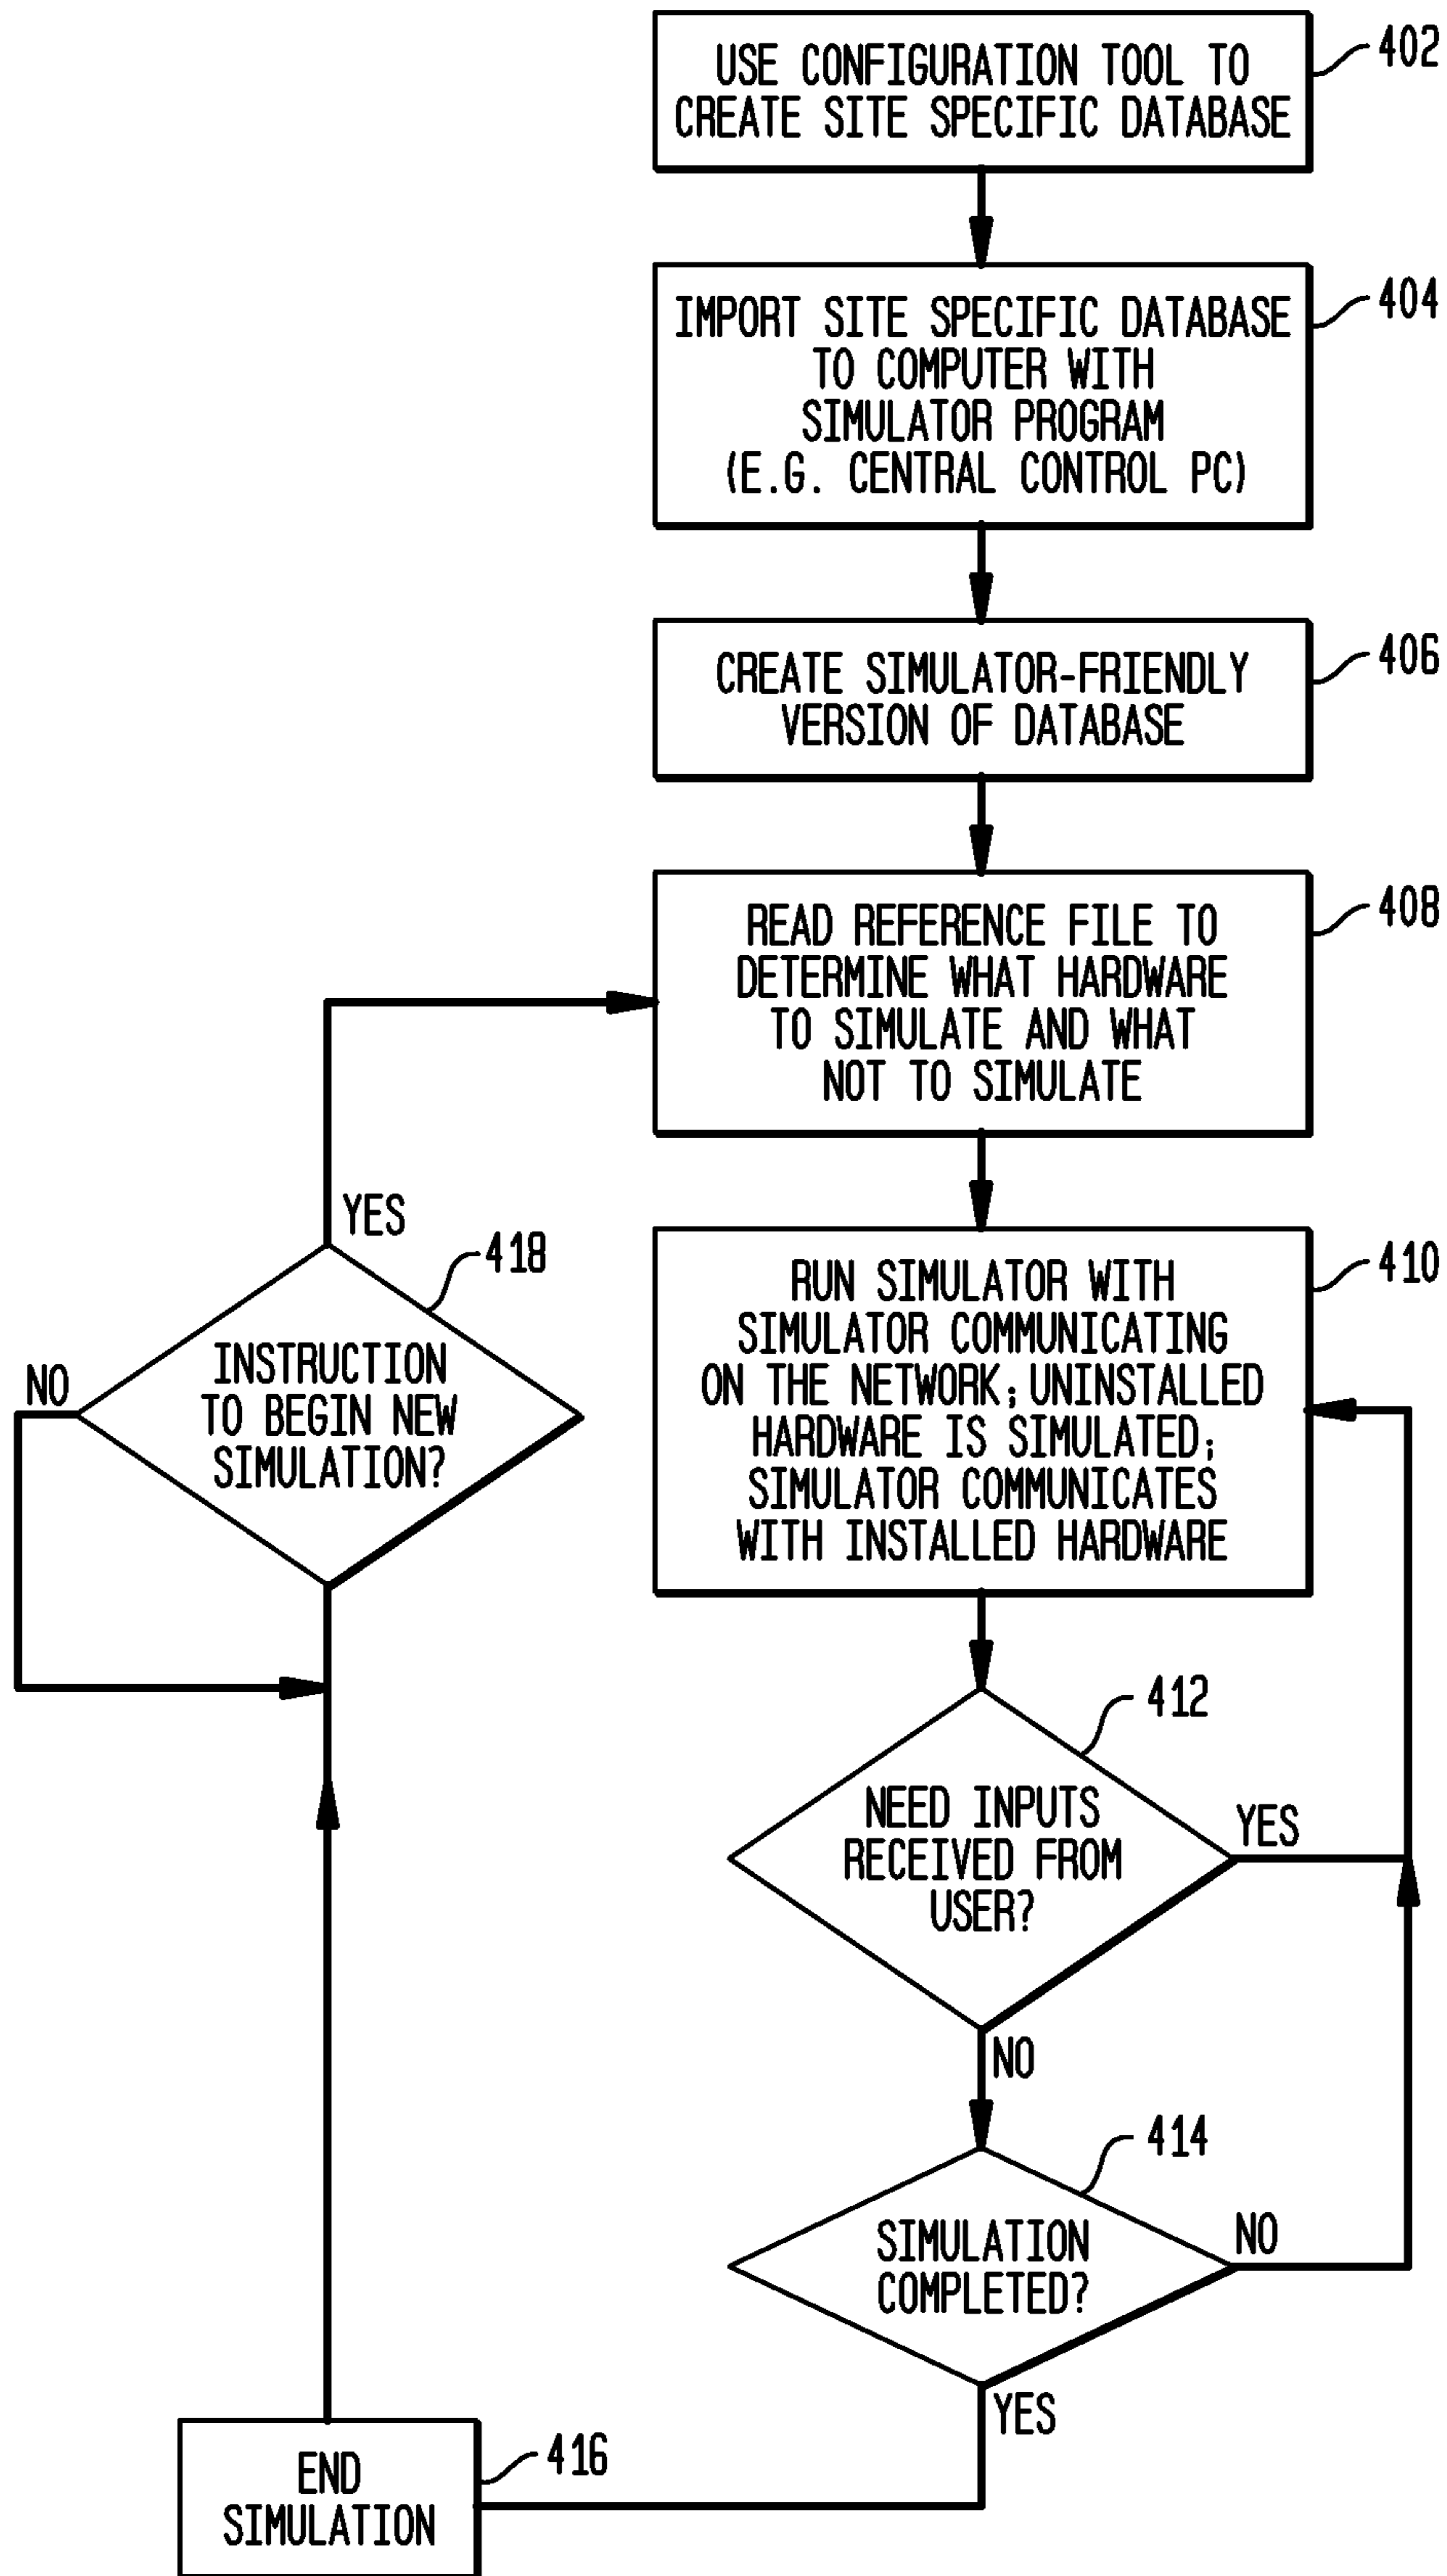 USE CONFIGURATION TOOL TO
CREATE SITE SPECIFIC DATABASE
402
IMPORT SITE SPECIFIC DATABASE
TO COMPUTER WITH
SIMULATOR PROGRAM
(E.G. CENTRAL CONTROL PC)
404
CREATE SIMULATOR-FRIENDLY
VERSION OF DATABASE
406
READ REFERENCE FILE TO
DETERMINE WHAT HARDWARE
TO SIMULATE AND WHAT
NOT TO SIMULATE
408
RUN SIMULATOR WITH
SIMULATOR COMMUNICATING
ON THE NETWORK; UNINSTALLED
HARDWARE IS SIMULATED;
SIMULATOR COMMUNICATES
WITH INSTALLED HARDWARE
410
NEED INPUTS
RECEIVED FROM
USER?
412
YES
NO
SIMULATION
COMPLETED?
414
NO
YES
END
SIMULATION
416
INSTRUCTION
TO BEGIN NEW
SIMULATION?
418
YES
NO